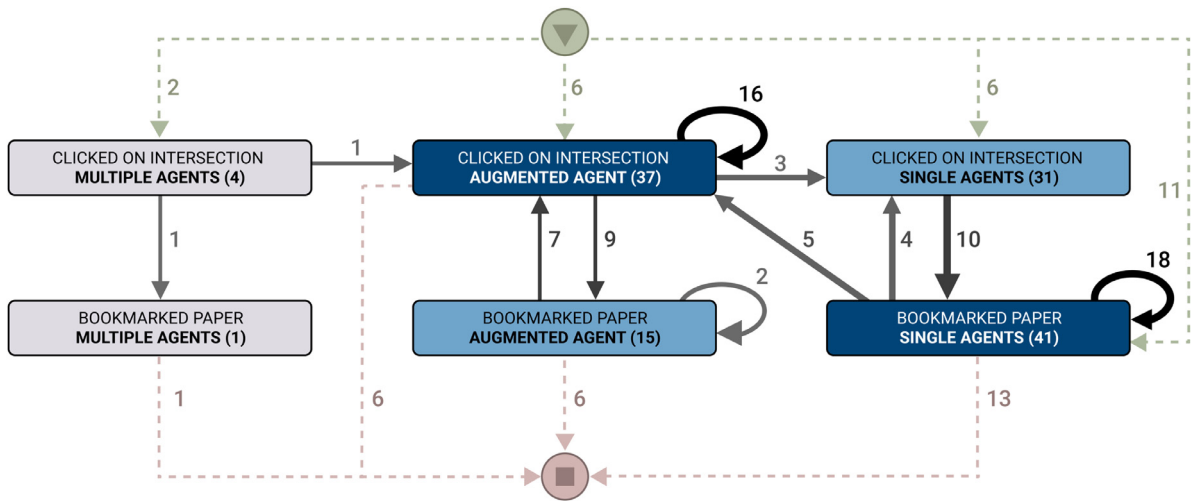 2
6
6
16
CLICKED ON INTERSECTION
MULTIPLE AGENTS (4)
1
CLICKED ON INTERSECTION
AUGMENTED AGENT (37)
3
CLICKED ON INTERSECTION
SINGLE AGENTS (31)
11
1
7
9
5
4
10
18
2
BOOKMARKED PAPER
MULTIPLE AGENTS (1)
BOOKMARKED PAPER
AUGMENTED AGENT (15)
BOOKMARKED PAPER
SINGLE AGENTS (41)
1
6
6
13